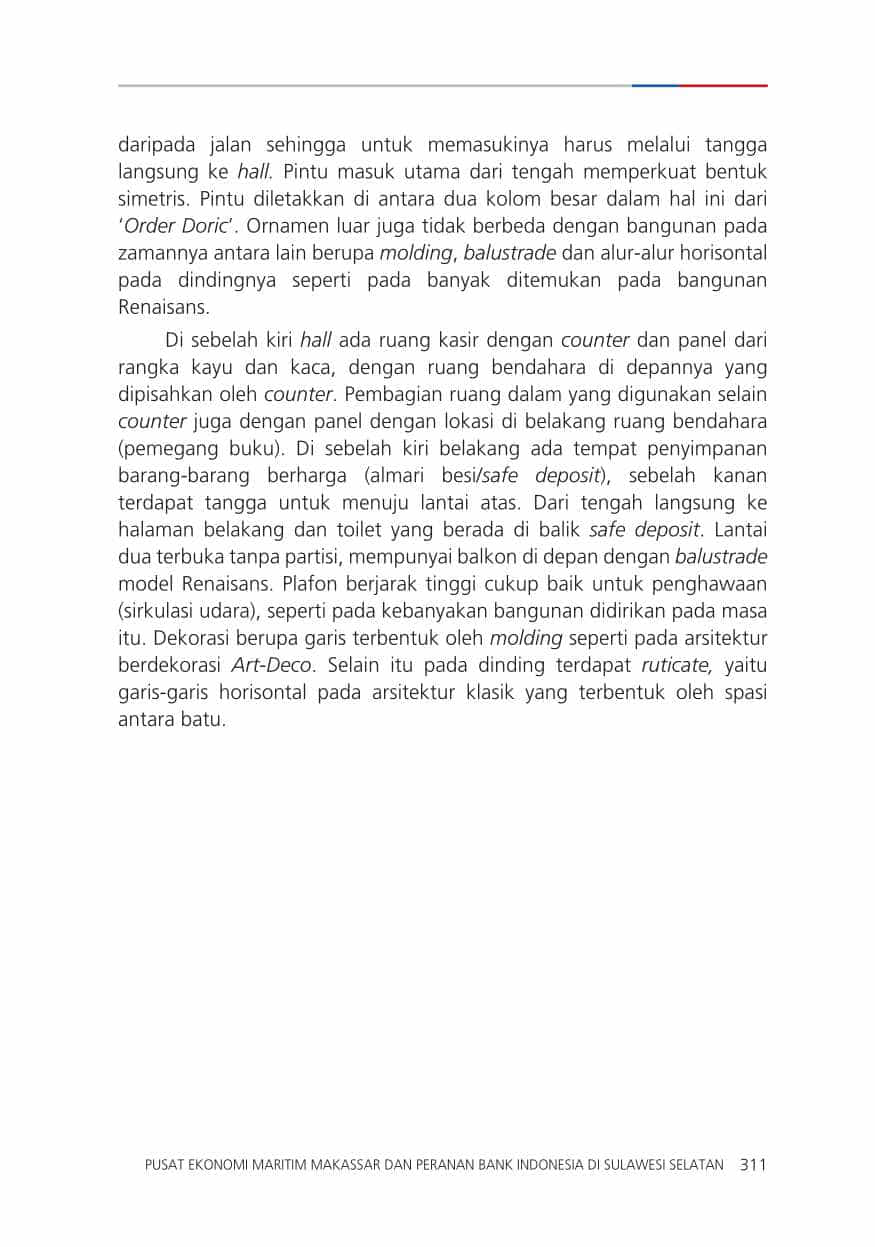 daripada jalan sehingga untuk memasukinya harus melalui tangga
langsung ke hall. Pintu masuk utama dari tengah memperkuat bentuk
simetris. Pintu diletakkan di antara dua kolom besar dalam hal ini dari
‘Order Doric’. Ornamen luar juga tidak berbeda dengan bangunan pada
zamannya antara lain berupa molding, balustrade dan alur-alur horisontal
pada dindingnya seperti pada banyak ditemukan pada bangunan
Renaisans.
Di sebelah kiri hall ada ruang kasir dengan counter dan panel dari
rangka kayu dan kaca, dengan ruang bendahara di depannya yang
dipisahkan oleh counter. Pembagian ruang dalam yang digunakan selain
counter juga dengan panel dengan lokasi di belakang ruang bendahara
(pemegang buku). Di sebelah kiri belakang ada tempat penyimpanan
barang-barang berharga (almari besi/safe deposit), sebelah kanan
terdapat tangga untuk menuju lantai atas. Dari tengah langsung ke
halaman belakang dan toilet yang berada di balik safe deposit. Lantai
dua terbuka tanpa partisi, mempunyai balkon di depan dengan balustrade
model Renaisans. Plafon berjarak tinggi cukup baik untuk penghawaan
(sirkulasi udara), seperti pada kebanyakan bangunan didirikan pada masa
itu. Dekorasi berupa garis terbentuk oleh molding seperti pada arsitektur
berdekorasi Art-Deco. Selain itu pada dinding terdapat ruticate, yaitu
garis-garis horisontal pada arsitektur klasik yang terbentuk oleh spasi
antara batu.
PUSAT EKONOMI MARITIM MAKASSAR DAN PERANAN BANK INDONESIA DI SULAWESI SELATAN 311